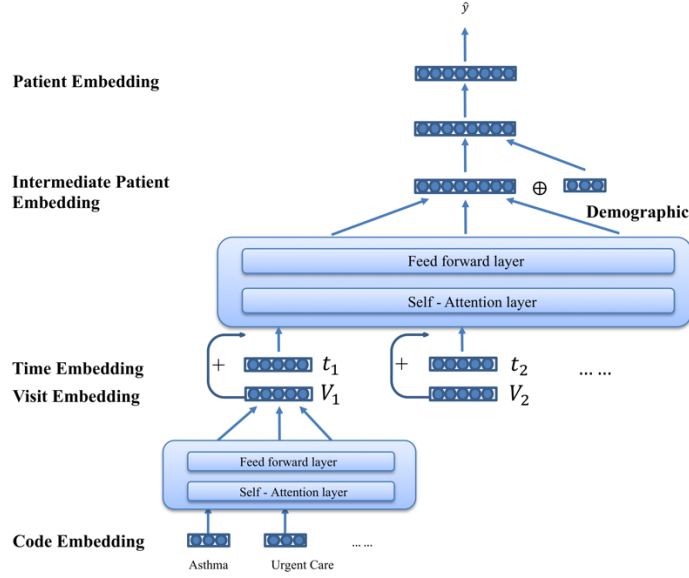 ŷ
Patient Embedding
Intermediate Patient
Embedding
⊕
Demographic
Feed forward layer
Self - Attention layer
Time Embedding
+
t₁
+
t₂
... ...
Visit Embedding
V₁
V₂
Feed forward layer
Self - Attention layer
Code Embedding
... ...
Asthma
Urgent Care